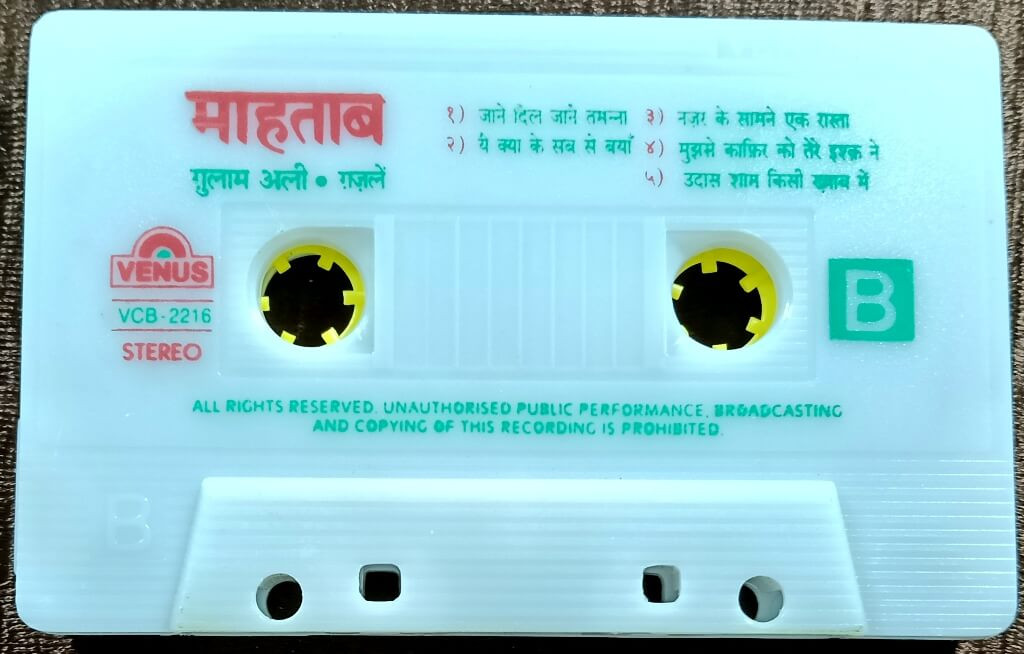 माहताब
ग़ुलाम अली • ग़ज़लें
१) जाने दिल जाने तमन्ना
२) ये क्या के सब से बयाँ
३) नज़र के सामने एक रास्ता
४) मुझसे काफ़िर को तेरे इश्क़ ने
५) उदास शाम किसी ख़्वाब में
VENUS
VCB-2216
STEREO
B
ALL RIGHTS RESERVED. UNAUTHORISED PUBLIC PERFORMANCE, BROADCASTING
AND COPYING OF THIS RECORDING IS PROHIBITED.
B